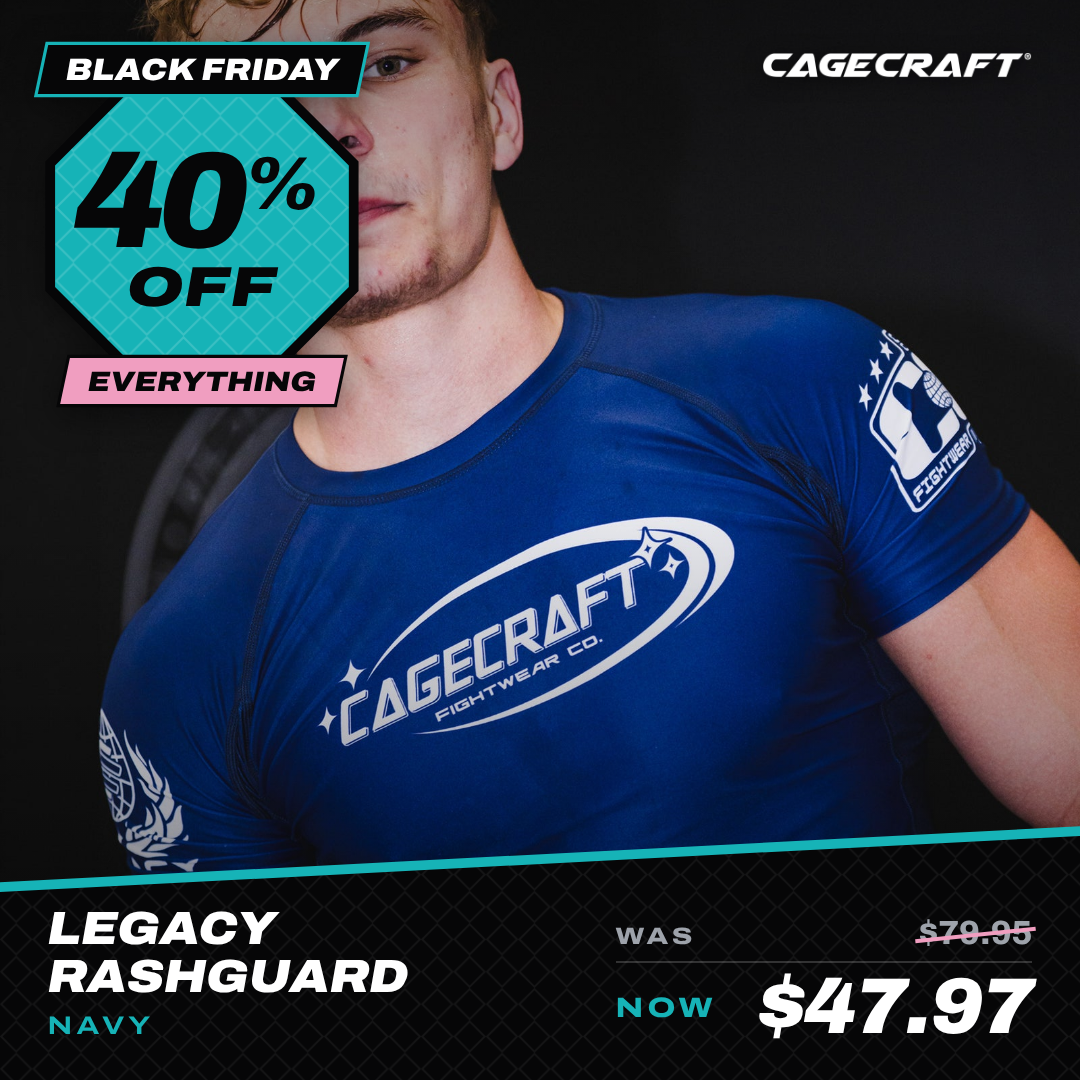 BLACK FRIDAY
CAGECRAFT®
40%
OFF
EVERYTHING
FIGHTWEAR
CAGECRAFT
FIGHTWEAR CO.
LEGACY
RASHGUARD
NAVY
WAS $79.95
NOW $47.97